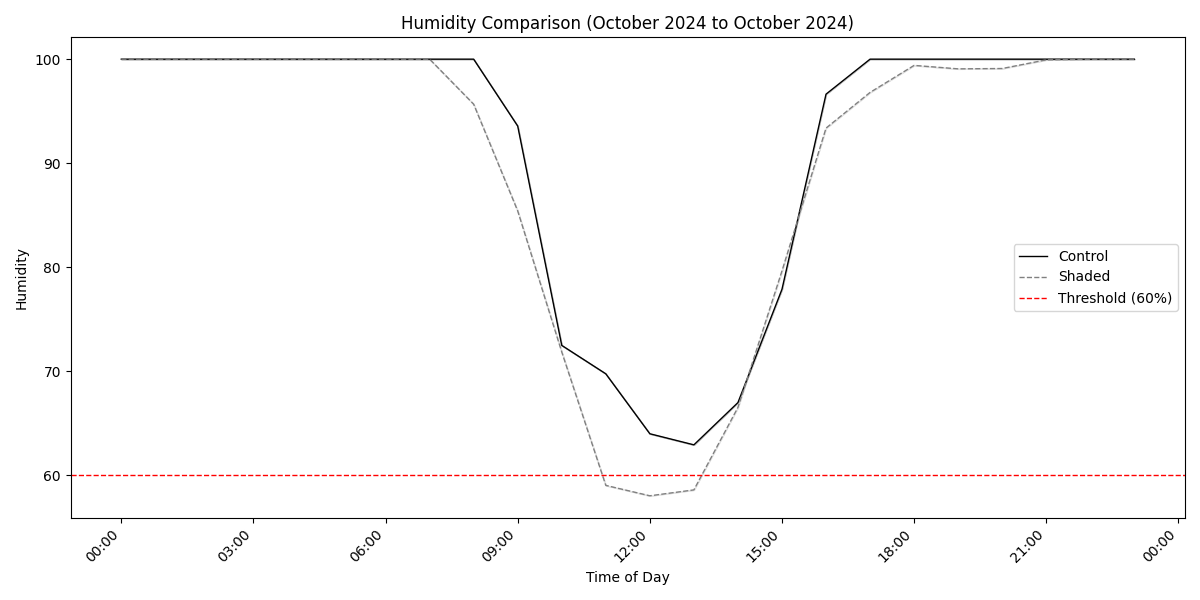 Humidity Comparison (October 2024 to October 2024)
100
90
80
70
60
Humidity
Control
Shaded
Threshold (60%)
00:00
03:00
06:00
09:00
12:00
15:00
18:00
21:00
00:00
Time of Day